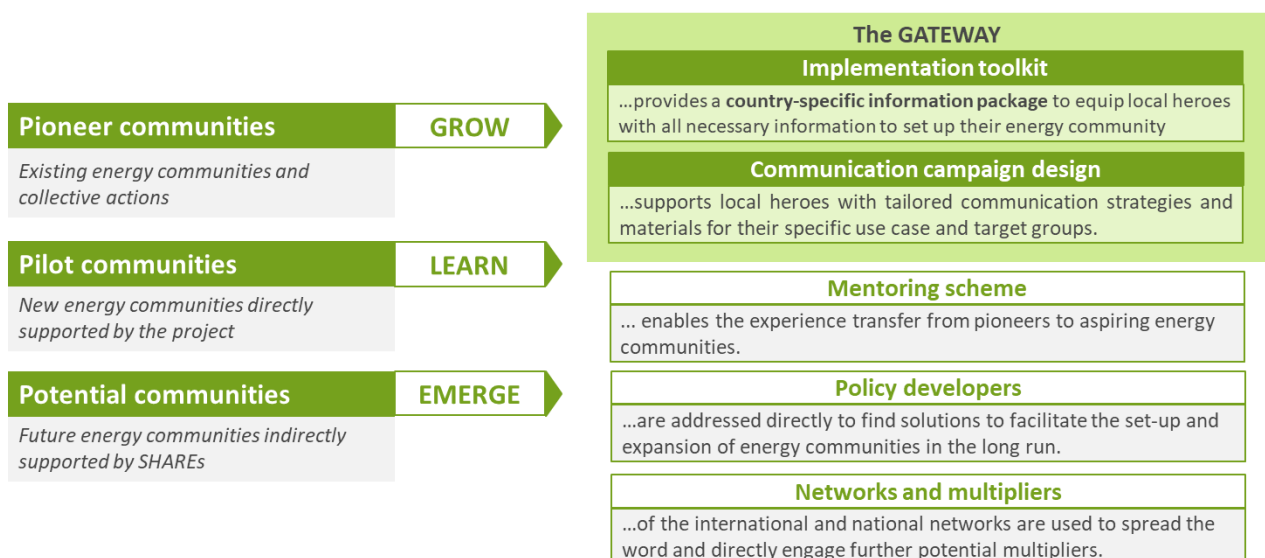 Pioneer communities
GROW
Existing energy communities and
collective actions
Pilot communities
LEARN
New energy communities directly
supported by the project
Potential communities
EMERGE
Future energy communities indirectly
supported by SHAREs
The GATEWAY
Implementation toolkit
...provides a country-specific information package to equip local heroes
with all necessary information to set up their energy community
Communication campaign design
...supports local heroes with tailored communication strategies and
materials for their specific use case and target groups.
Mentoring scheme
... enables the experience transfer from pioneers to aspiring energy
communities.
Policy developers
...are addressed directly to find solutions to facilitate the set-up and
expansion of energy communities in the long run.
Networks and multipliers
...of the international and national networks are used to spread the
word and directly engage further potential multipliers.